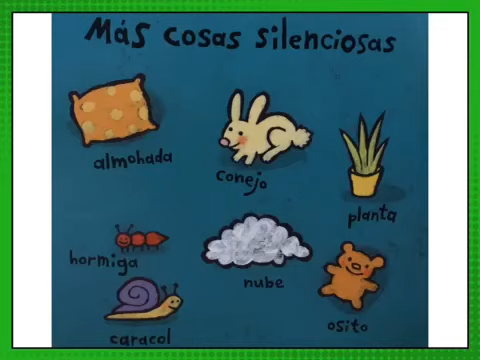 Más cosas silenciosas
almohada
conejo
planta
hormiga
nube
caracol
osito